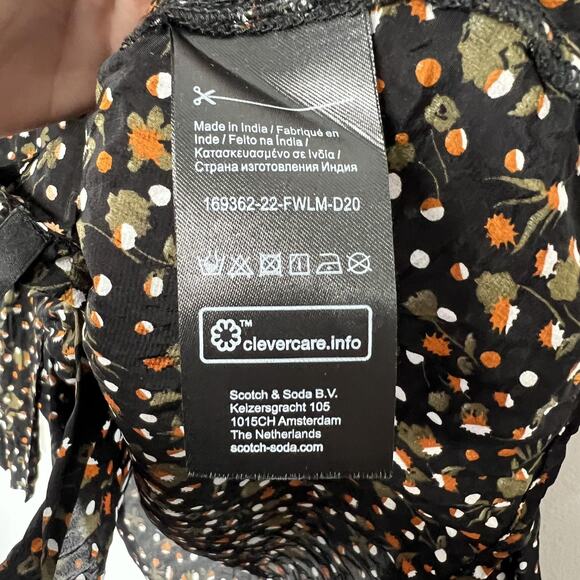 Made in India / Fabriqué en
Inde / Feito na Índia /
Κατασκευασμένο σε Ινδία /
Страна изготовления Индия
169362-22-FWLM-D20
™
clevercare.info
Scotch & Soda B.V.
Keizersgracht 105
1015CH Amsterdam
The Netherlands
scotch-soda.com